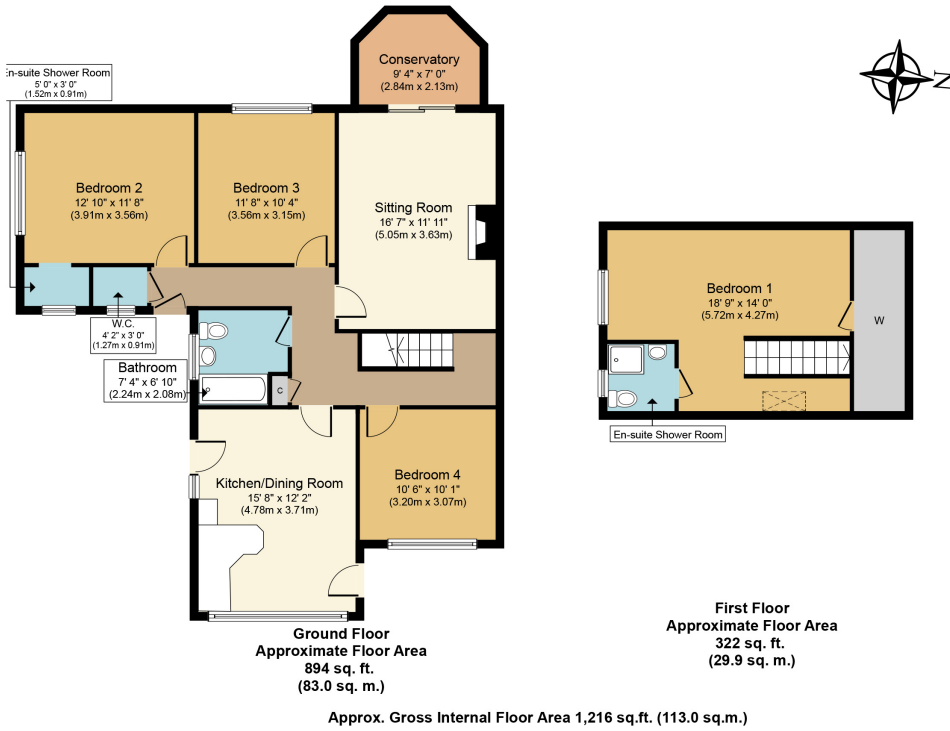 Conservatory
9' 4" x 7' 0"
(2.84m x 2.13m)
N
En-suite Shower Room
5' 0" x 3' 0"
(1.52m x 0.91m)
Bedroom 2
12' 10" x 11' 8"
(3.91m x 3.56m)
Bedroom 3
11' 8" x 10' 4"
(3.56m x 3.15m)
Sitting Room
16' 7" x 11' 11"
(5.05m x 3.63m)
W.C.
4' 2" x 3' 0"
(1.27m x 0.91m)
Bathroom
7' 4" x 6' 10"
(2.24m x 2.08m)
C
Kitchen/Dining Room
15' 8" x 12' 2"
(4.78m x 3.71m)
Bedroom 4
10' 6" x 10' 1"
(3.20m x 3.07m)
Bedroom 1
18' 9" x 14' 0"
(5.72m x 4.27m)
W
En-suite Shower Room
Ground Floor
Approximate Floor Area
894 sq. ft.
(83.0 sq. m.)
First Floor
Approximate Floor Area
322 sq. ft.
(29.9 sq. m.)
Approx. Gross Internal Floor Area 1,216 sq.ft. (113.0 sq.m.)